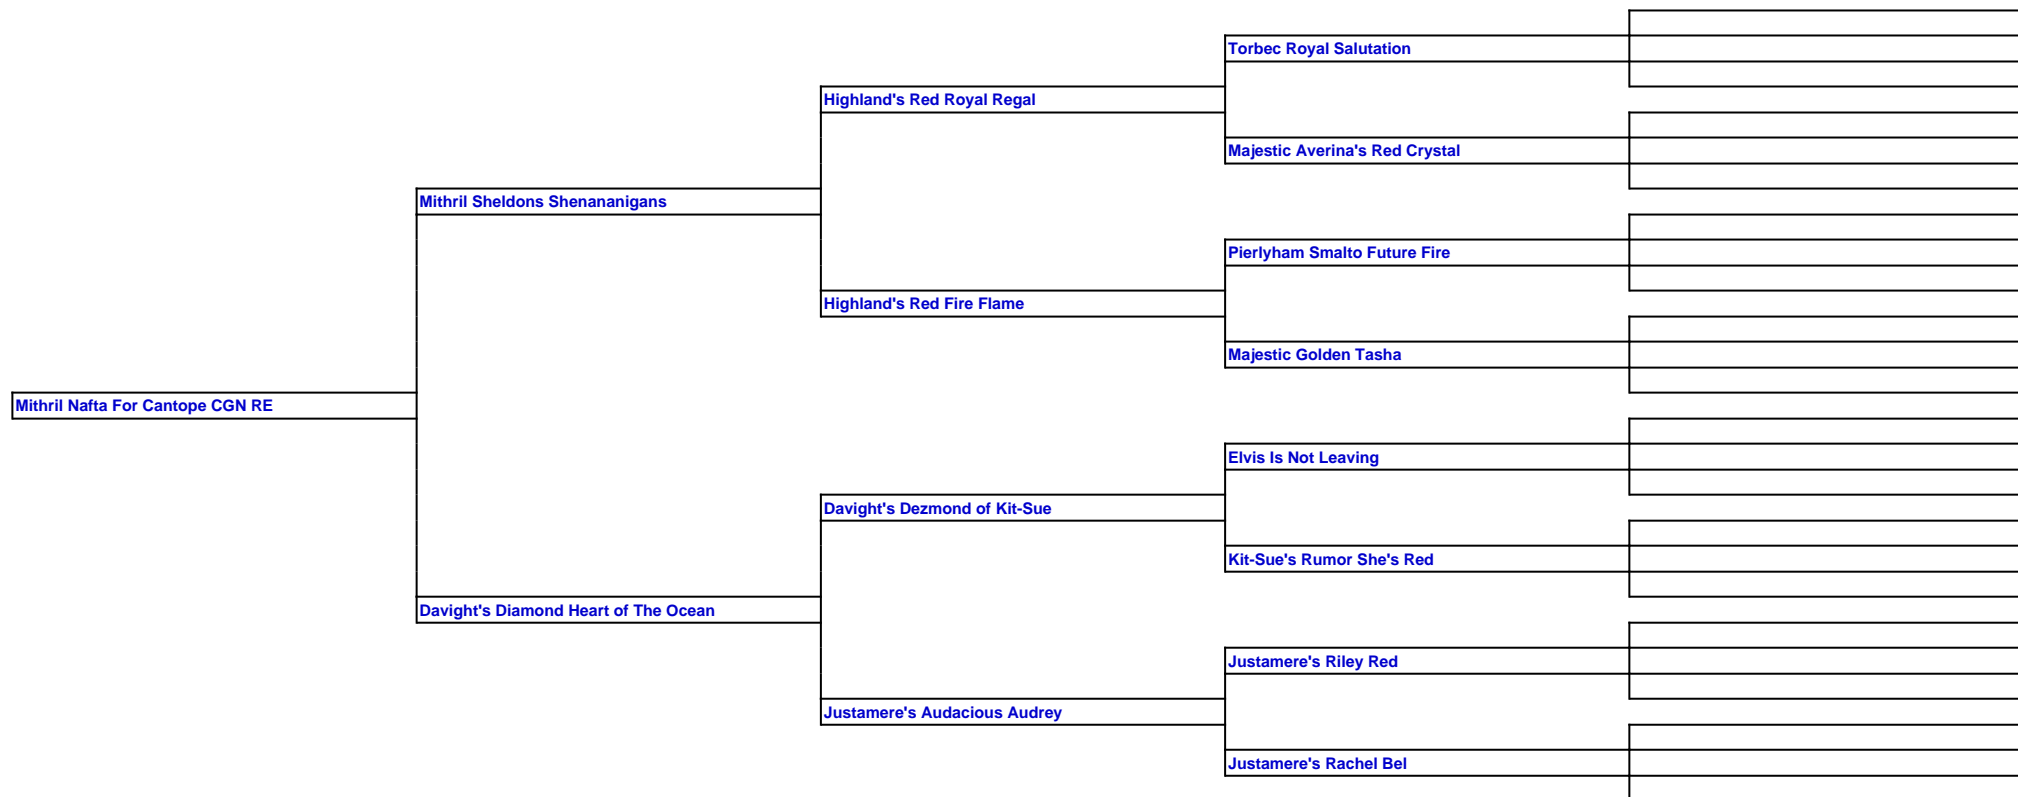 Torbec Royal Salutation
Highland's Red Royal Regal
Majestic Averina's Red Crystal
Mithril Sheldons Shenananigans
Pierlyham Smalto Future Fire
Highland's Red Fire Flame
Majestic Golden Tasha
Mithril Nafta For Cantope CGN RE
Elvis Is Not Leaving
Davight's Dezmond of Kit-Sue
Kit-Sue's Rumor She's Red
Davight's Diamond Heart of The Ocean
Justamere's Riley Red
Justamere's Audacious Audrey
Justamere's Rachel Bel